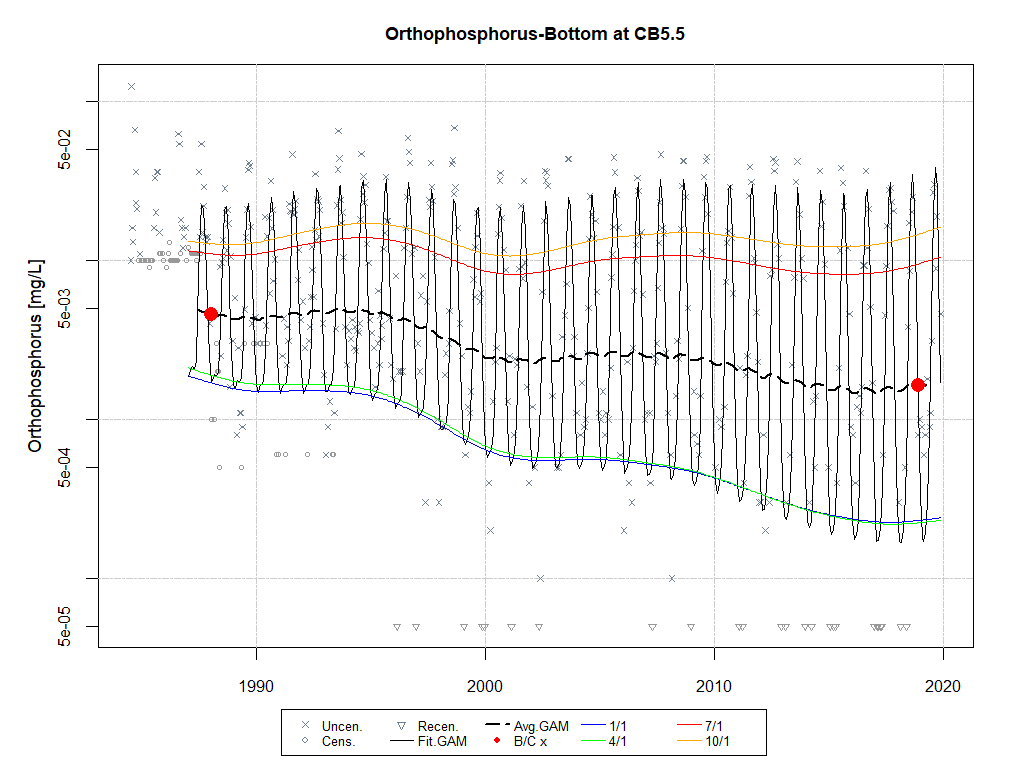 Orthophosphorus-Bottom at CB5.5
Orthophosphorus [mg/L]
5e-02
5e-03
5e-04
5e-05
1990 2000 2010 2020
Uncen. Recen. Avg.GAM 1/1 7/1
Cens. Fit.GAM B/C x 4/1 10/1